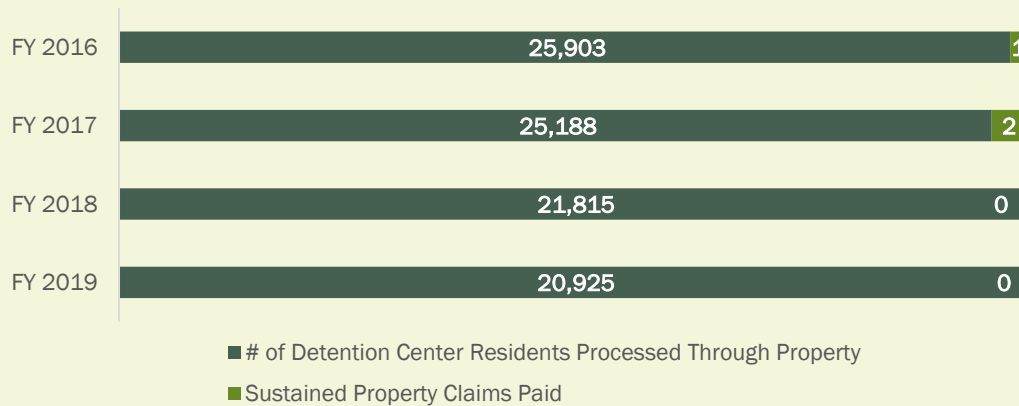 FY 2016 25,903 1
FY 2017 25,188 2
FY 2018 21,815 0
FY 2019 20,925 0
# of Detention Center Residents Processed Through Property
Sustained Property Claims Paid